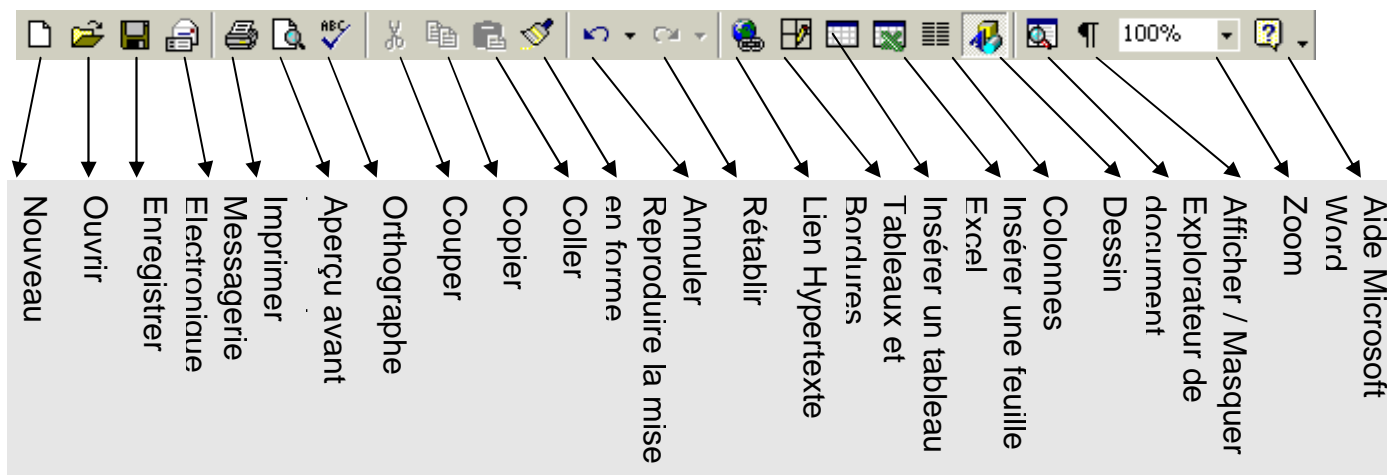 ABC
100%
Nouveau
Ouvrir
Enregistrer
Messagerie
Electronique
Imprimer
Aperçu avant
Orthographe
Couper
Copier
Coller
Reproduire la mise
en forme
Annuler
Rétablir
Lien Hypertexte
Tableaux et
Bordures
Insérer un tableau
Insérer une feuille
Excel
Colonnes
Dessin
Explorateur de
document
Afficher / Masquer
Zoom
Aide Microsoft
Word